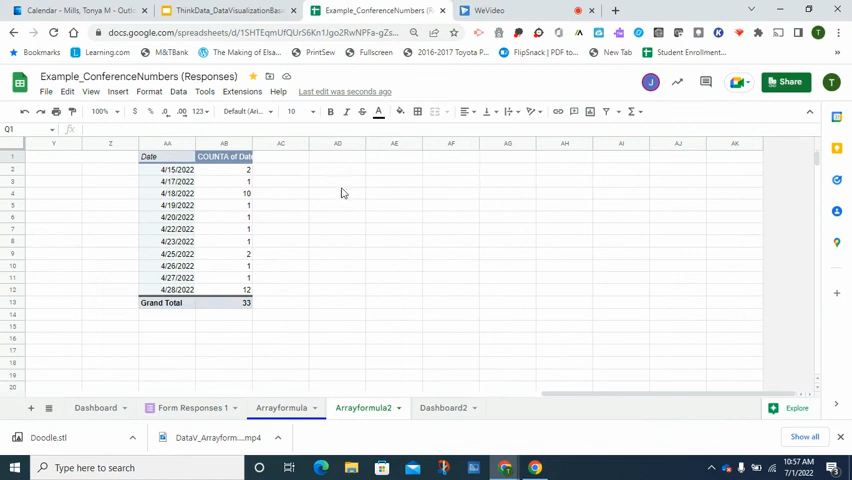 Calendar - Mills, Tonya M - Outlo
ThinkData_DataVisualizationBas
Example_ConferenceNumbers (R
WeVideo
docs.google.com/spreadsheets/d/1SHTEqmUfQUrS6Kn1Jgo2RwNPFa-gZs...
Bookmarks
Learning.com
M&TBank
The Making of Elsa...
PrintSew
Fullscreen
2016-2017 Toyota P...
FlipSnack | PDF to...
New Tab
Student Enrollment...
Example_ConferenceNumbers (Responses)
File Edit View Insert Format Data Tools Extensions Help Last edit was seconds ago
J
Share
T
100% $ % .0 .00 123 Default (Ari... 10 B I S A
Q1 fx
Y Z AA AB AC AD AE AF AG AH AI AJ AK
1 Date COUNTA of Date
2 4/15/2022 2
3 4/17/2022 1
4 4/18/2022 10
5 4/19/2022 1
6 4/20/2022 1
7 4/22/2022 1
8 4/23/2022 1
9 4/25/2022 2
10 4/26/2022 1
11 4/27/2022 1
12 4/28/2022 12
13 Grand Total 33
14
15
16
17
18
19
20
Dashboard
Form Responses 1
Arrayformula
Arrayformula2
Dashboard2
Explore
Doodle.stl
DataV_Arrayform....mp4
Show all
Type here to search
10:57 AM
7/1/2022
3